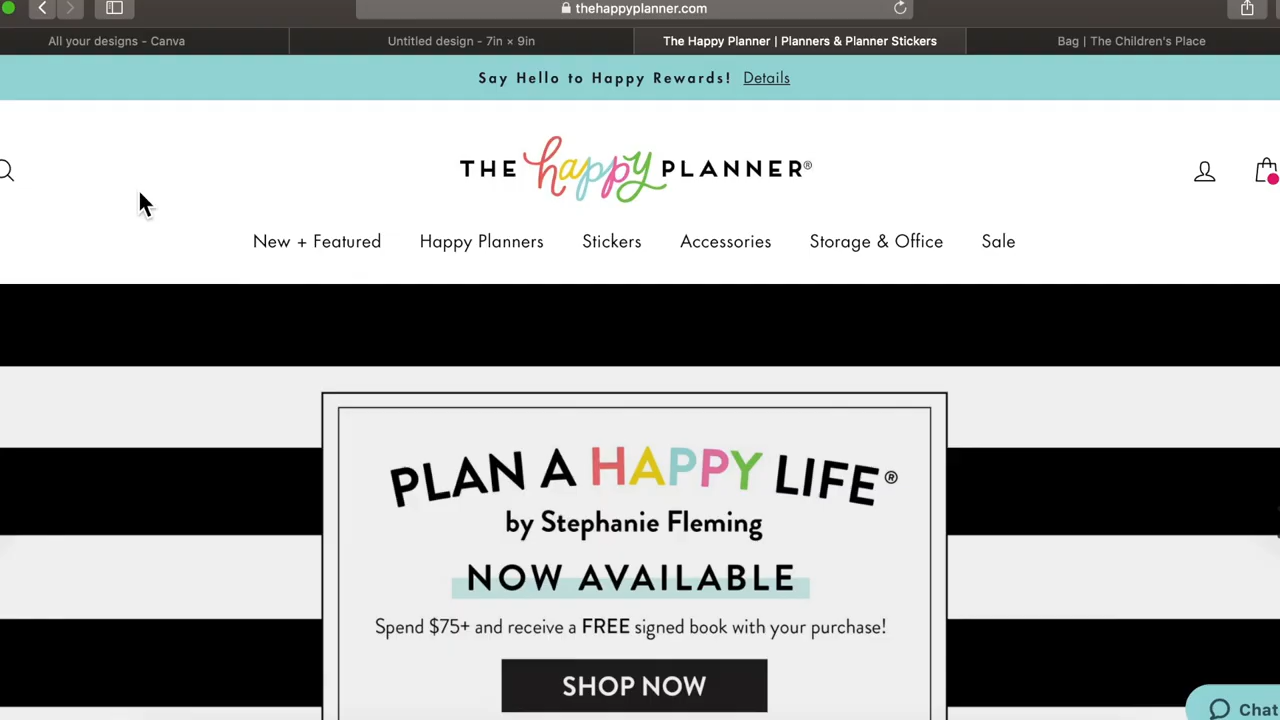 thehappyplanner.com
All your designs - Canva
Untitled design - 7in × 9in
The Happy Planner | Planners & Planner Stickers
Bag | The Children's Place
Say Hello to Happy Rewards! Details
THE happy PLANNER®
New + Featured
Happy Planners
Stickers
Accessories
Storage & Office
Sale
PLAN A HAPPY LIFE®
by Stephanie Fleming
NOW AVAILABLE
Spend $75+ and receive a FREE signed book with your purchase!
SHOP NOW
Chat